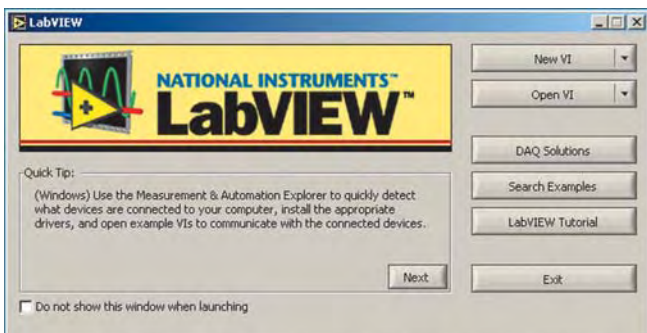 LabVIEW
NATIONAL INSTRUMENTS™
LabVIEW™
New VI
Open VI
DAQ Solutions
Search Examples
LabVIEW Tutorial
Exit
Quick Tip:
(Windows) Use the Measurement & Automation Explorer to quickly detect
what devices are connected to your computer, install the appropriate
drivers, and open example VIs to communicate with the connected devices.
Next
Do not show this window when launching